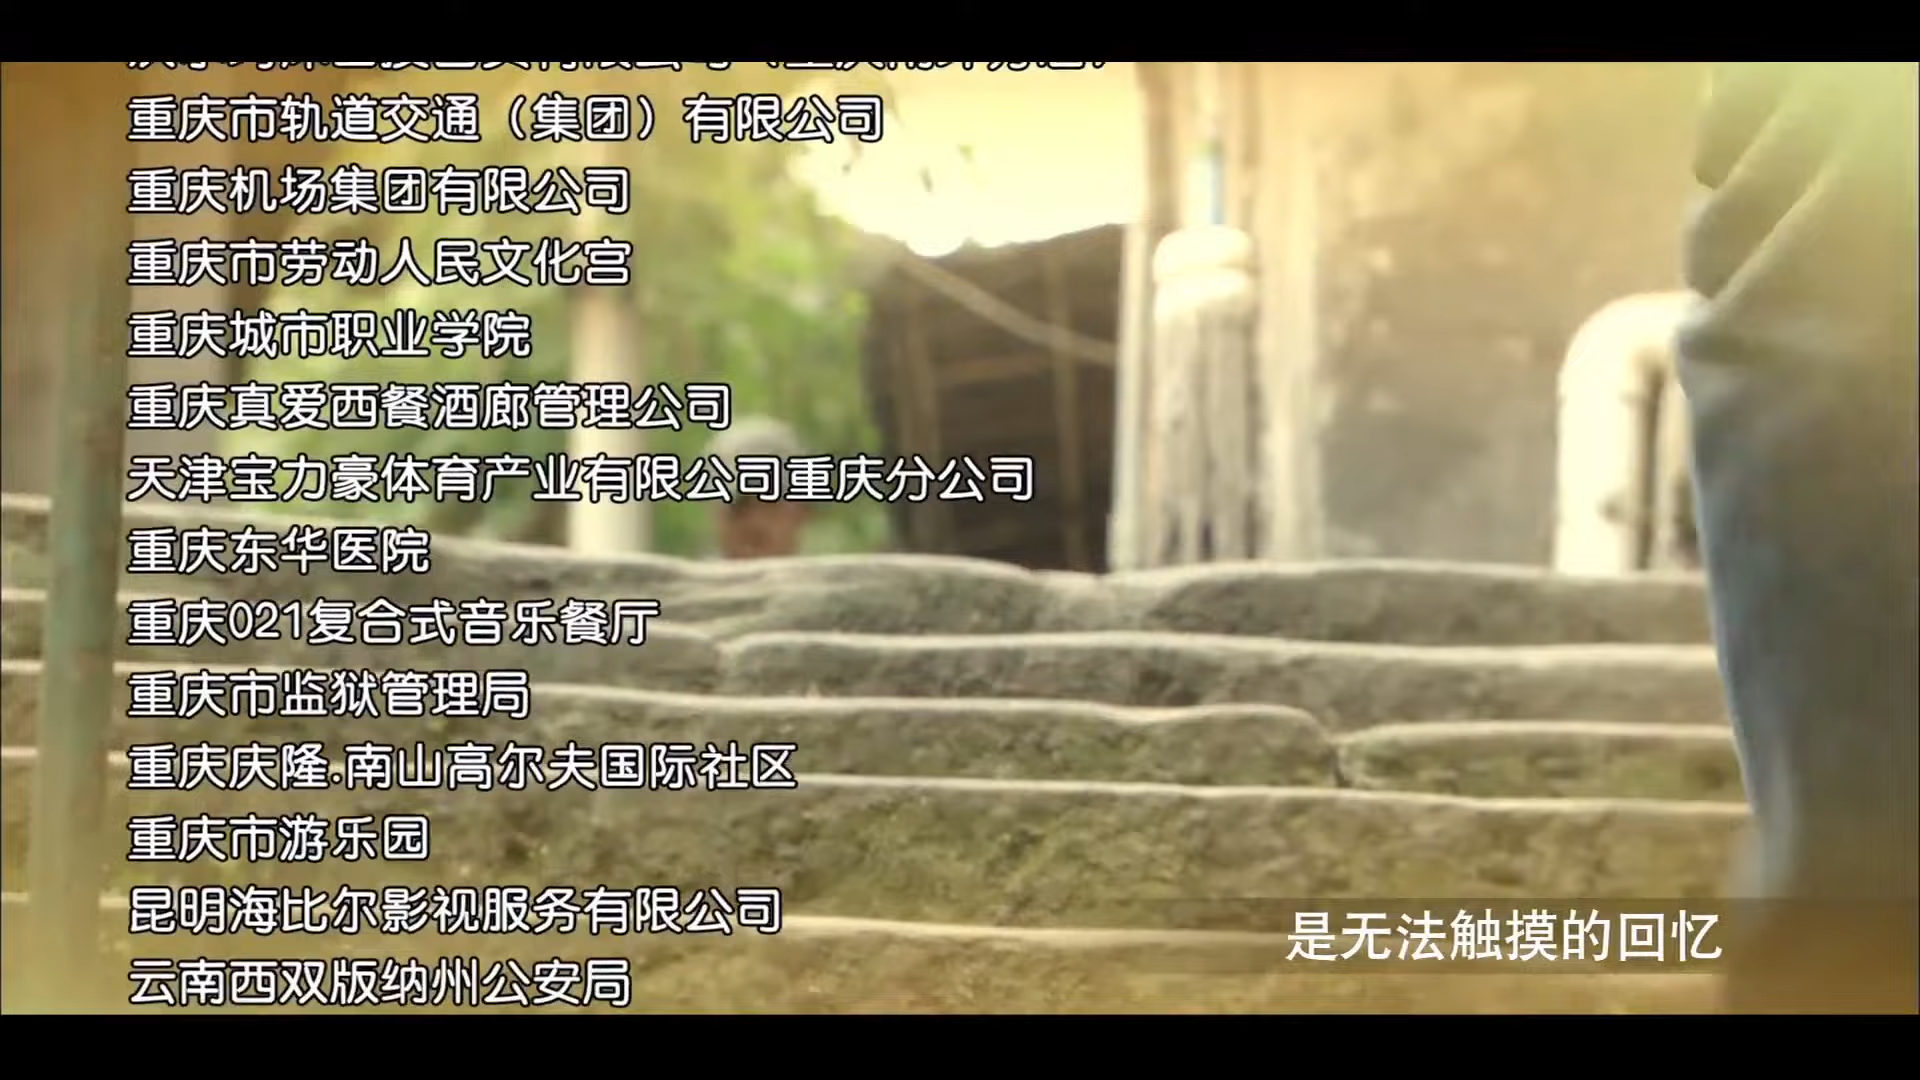 重庆市轨道交通（集团）有限公司
重庆机场集团有限公司
重庆市劳动人民文化宫
重庆城市职业学院
重庆真爱西餐酒廊管理公司
天津宝力豪体育产业有限公司重庆分公司
重庆东华医院
重庆021复合式音乐餐厅
重庆市监狱管理局
重庆庆隆.南山高尔夫国际社区
重庆市游乐园
昆明海比尔影视服务有限公司
云南西双版纳州公安局
是无法触摸的回忆